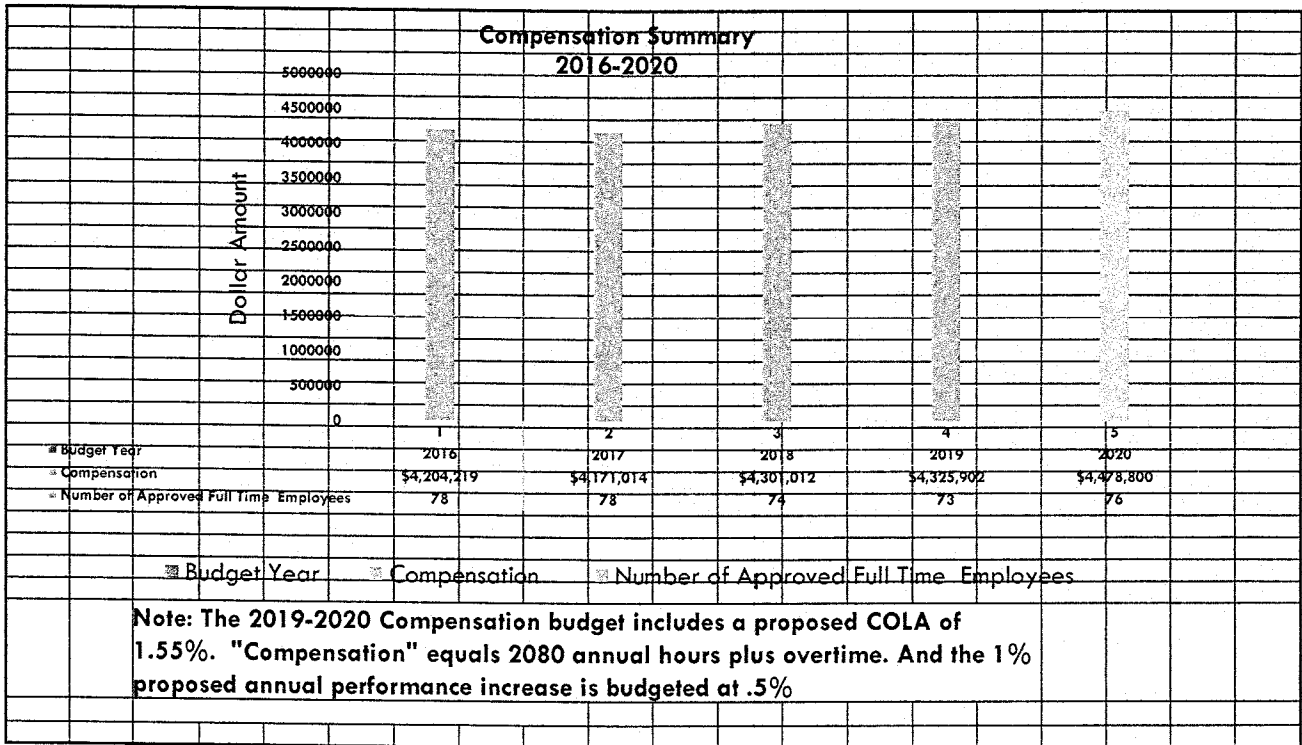 Compensation Summary
2016-2020
Dollar Amount
5000000
4500000
4000000
3500000
3000000
2500000
2000000
1500000
1000000
500000
0
1 2 3 4 5
Budget Year 2016 2017 2018 2019 2020
Compensation $4,204,219 $4,171,014 $4,301,012 $4,325,902 $4,478,800
Number of Approved Full Time Employees 78 78 74 73 76
Budget Year Compensation Number of Approved Full Time Employees
Note: The 2019-2020 Compensation budget includes a proposed COLA of
1.55%. "Compensation" equals 2080 annual hours plus overtime. And the 1%
proposed annual performance increase is budgeted at .5%